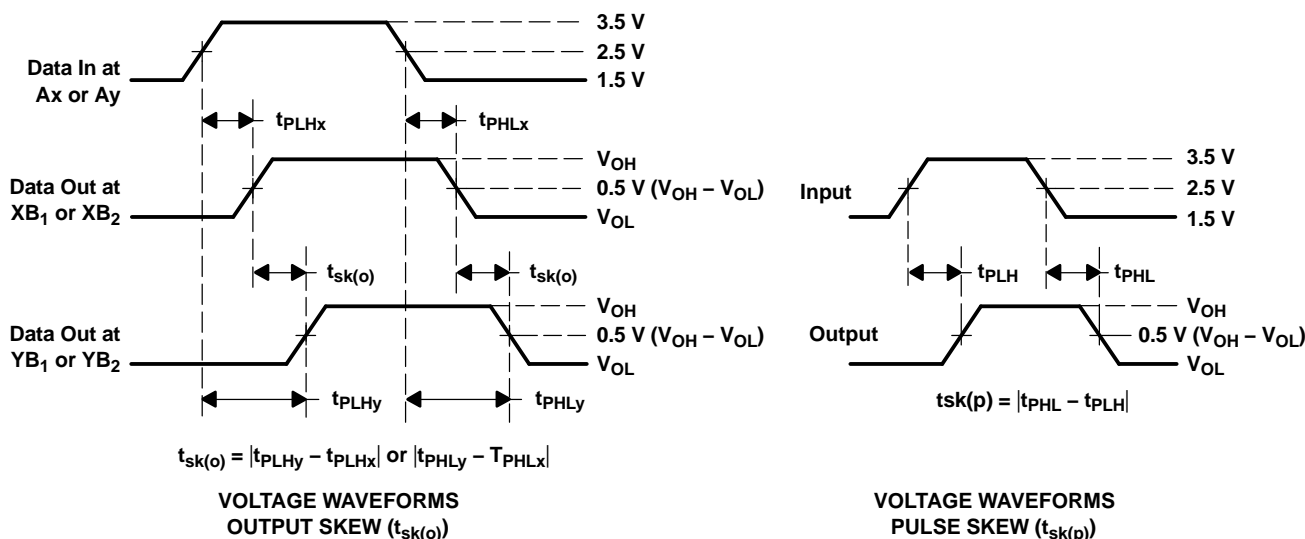 3.5 V
2.5 V
1.5 V
Data In at
Ax or Ay
tPLHx
tPHLx
VOH
0.5 V (VOH – VOL)
VOL
Data Out at
XB1 or XB2
tsk(o)
tsk(o)
VOH
0.5 V (VOH – VOL)
VOL
Data Out at
YB1 or YB2
tPLHy
tPHLy
tsk(o) = |tPLHy – tPLHx| or |tPHLy – TPHLx|
VOLTAGE WAVEFORMS
OUTPUT SKEW (tsk(o))
3.5 V
2.5 V
1.5 V
Input
tPLH
tPHL
VOH
0.5 V (VOH – VOL)
VOL
Output
tsk(p) = |tPHL – tPLH|
VOLTAGE WAVEFORMS
PULSE SKEW (tsk(p))